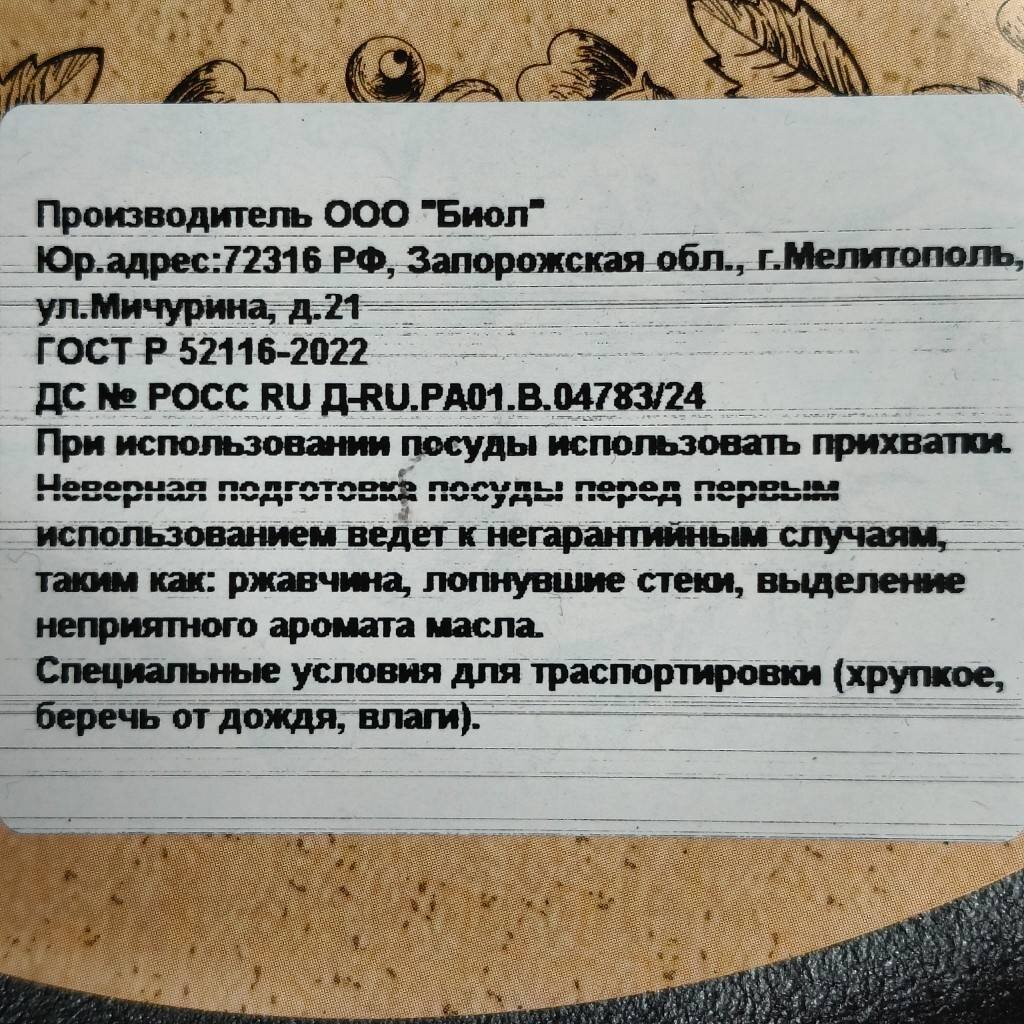 Производитель ООО "Биол"
Юр.адрес:72316 РФ, Запорожская обл., г.Мелитополь,
ул.Мичурина, д.21
ГОСТ Р 52116-2022
ДС № РОСС RU Д-RU.РА01.В.04783/24
При использовании посуды использовать прихватки.
Неверная подготовка посуды перед первым
использованием ведет к негарантийным случаям,
таким как: ржавчина, лопнувшие стеки, выделение
неприятного аромата масла.
Специальные условия для траспортировки (хрупкое,
беречь от дождя, влаги).